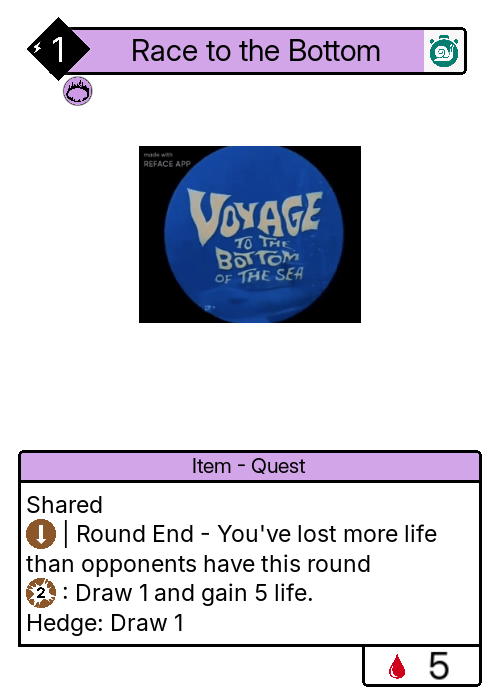 1 Race to the Bottom
made with
REFACE APP
VOYAGE
TO THE
BOTTOM
OF THE SEA
Item - Quest
Shared
| Round End - You've lost more life
than opponents have this round
2 : Draw 1 and gain 5 life.
Hedge: Draw 1
5